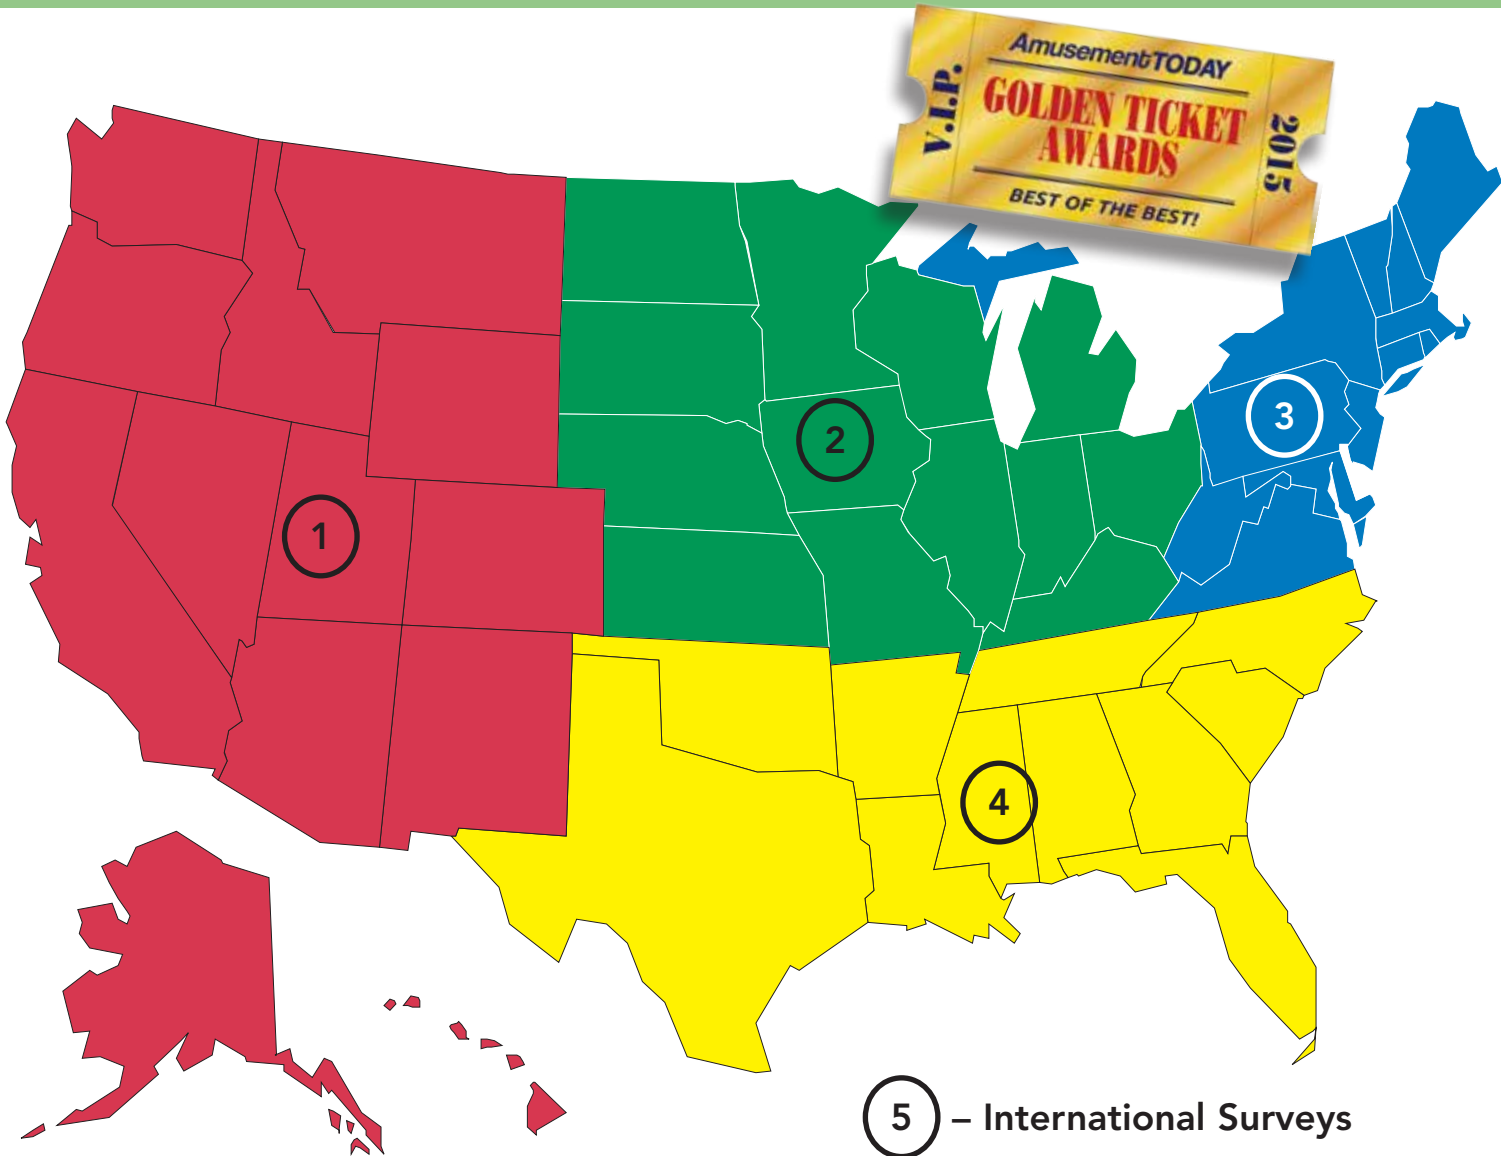 AmusementTODAY
V.I.P.
GOLDEN TICKET
AWARDS
2015
BEST OF THE BEST!
1
2
3
4
5 – International Surveys